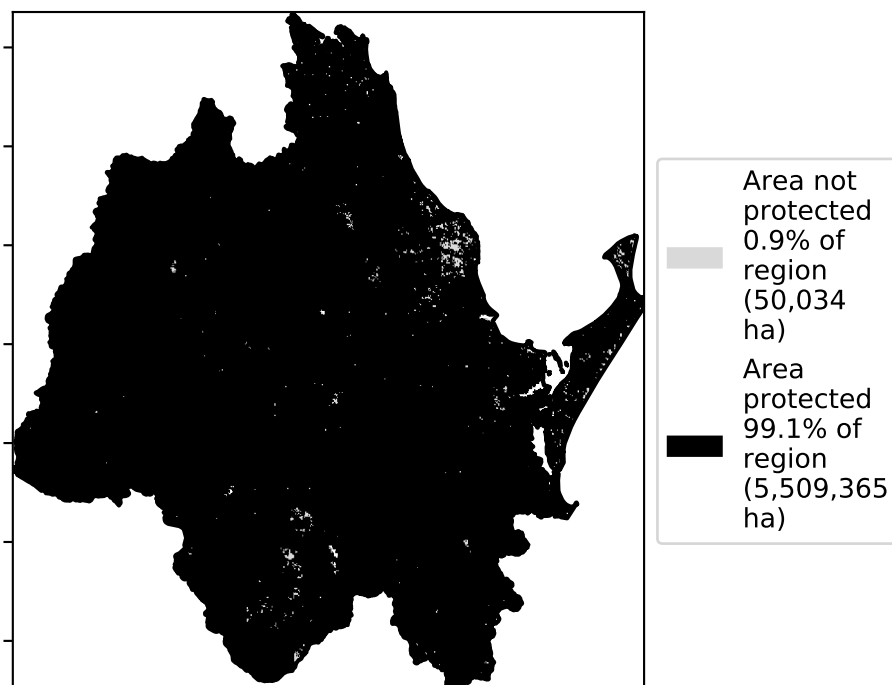 Area not
protected
0.9% of
region
(50,034
ha)
Area
protected
99.1% of
region
(5,509,365
ha)